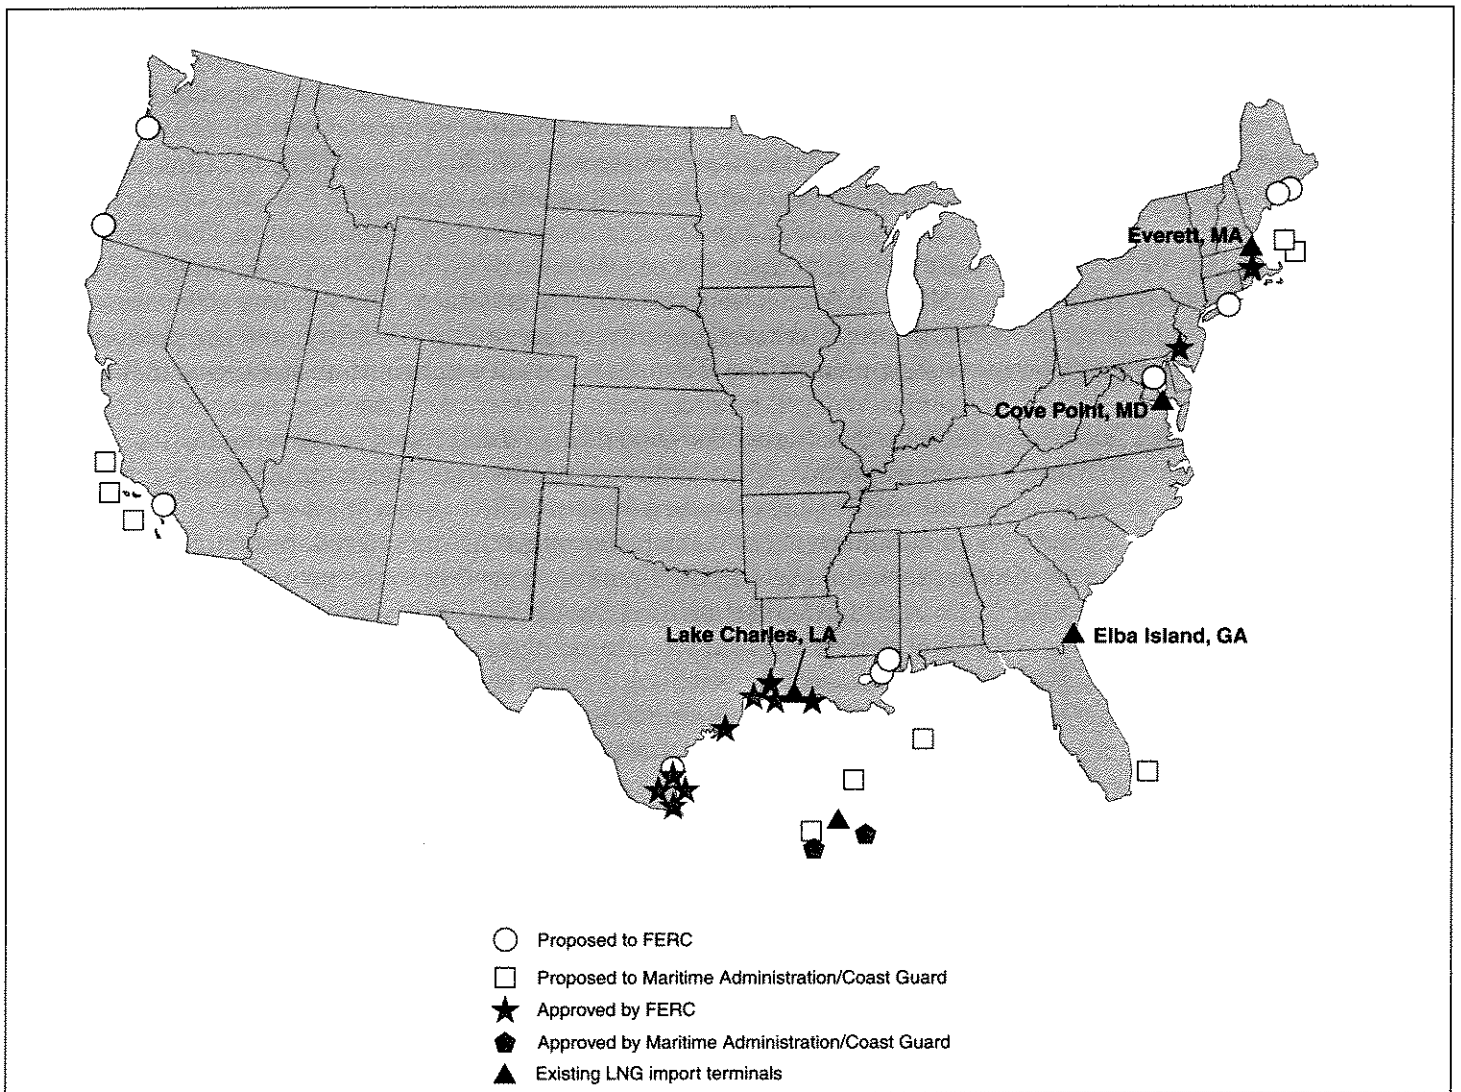 Everett, MA
Cove Point, MD
Lake Charles, LA
Elba Island, GA
Proposed to FERC
Proposed to Maritime Administration/Coast Guard
Approved by FERC
Approved by Maritime Administration/Coast Guard
Existing LNG import terminals